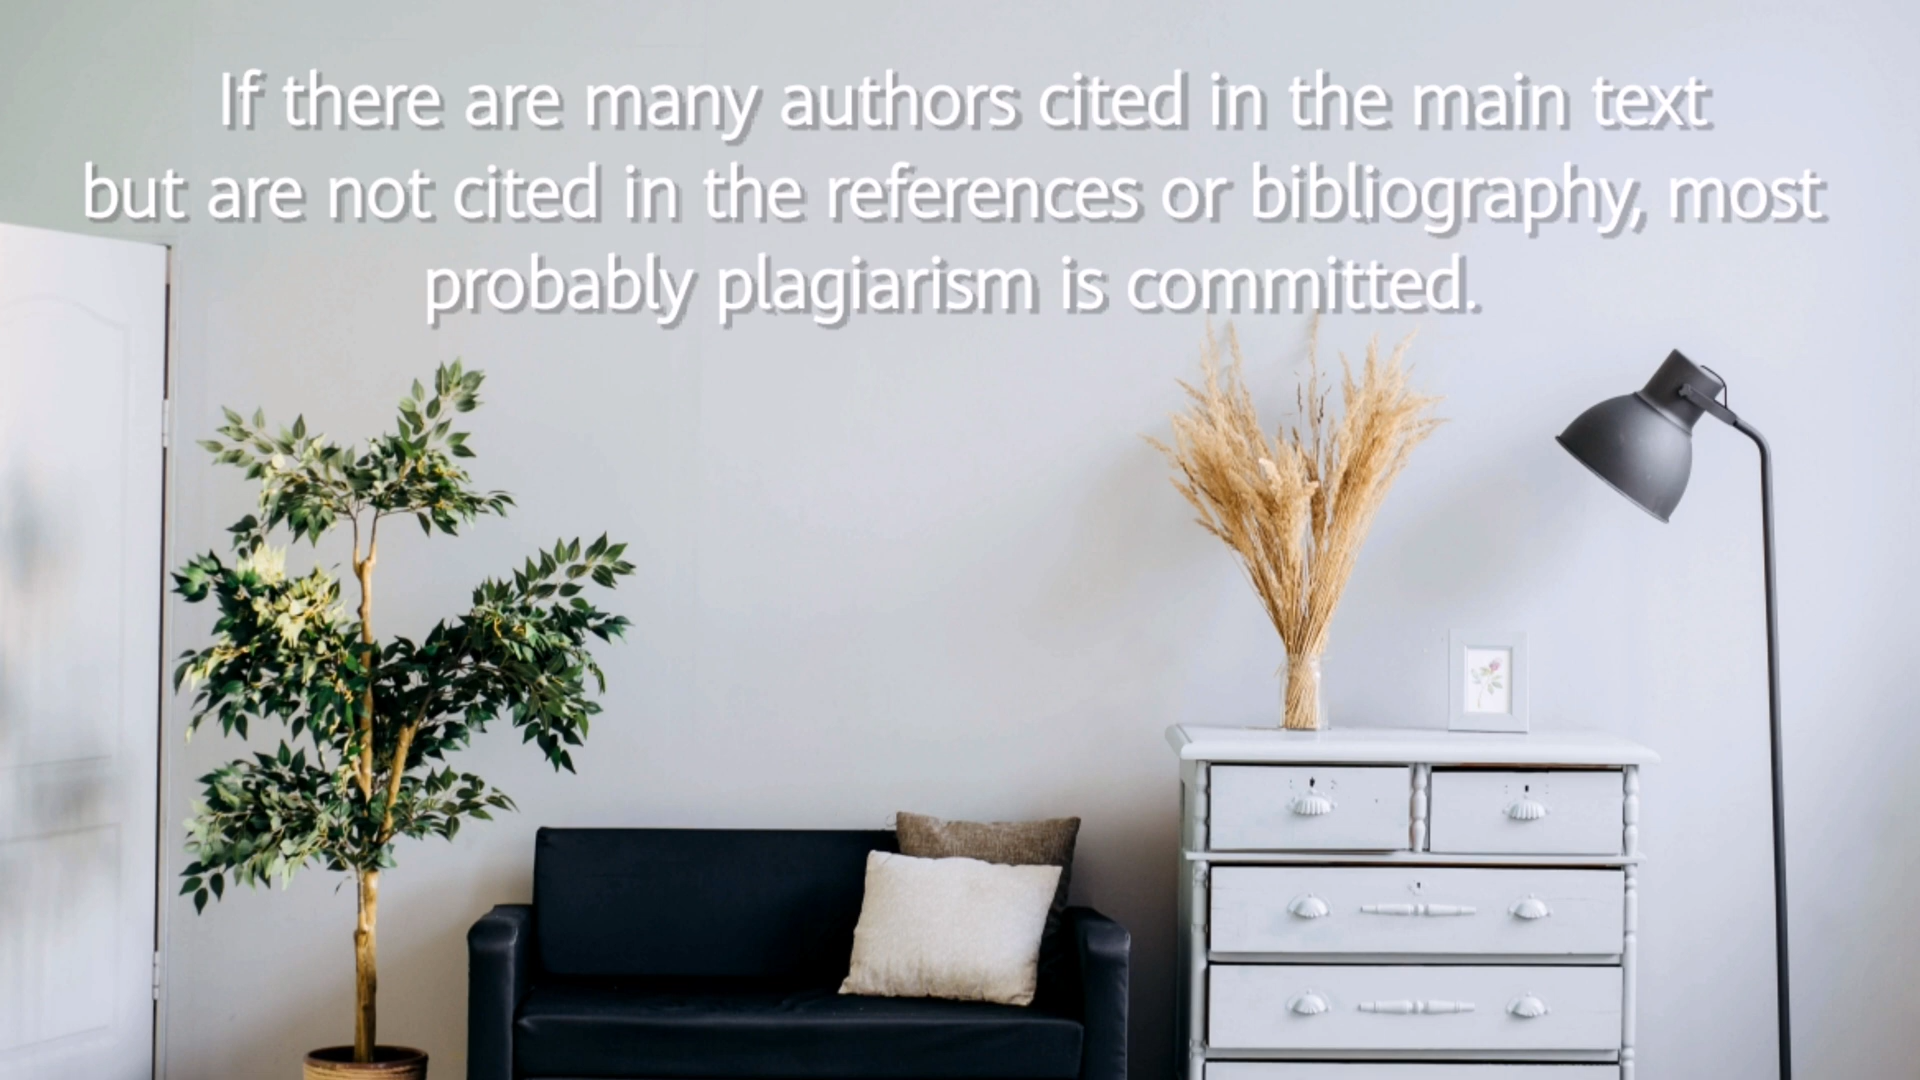 If there are many authors cited in the main text
but are not cited in the references or bibliography, most
probably plagiarism is committed.